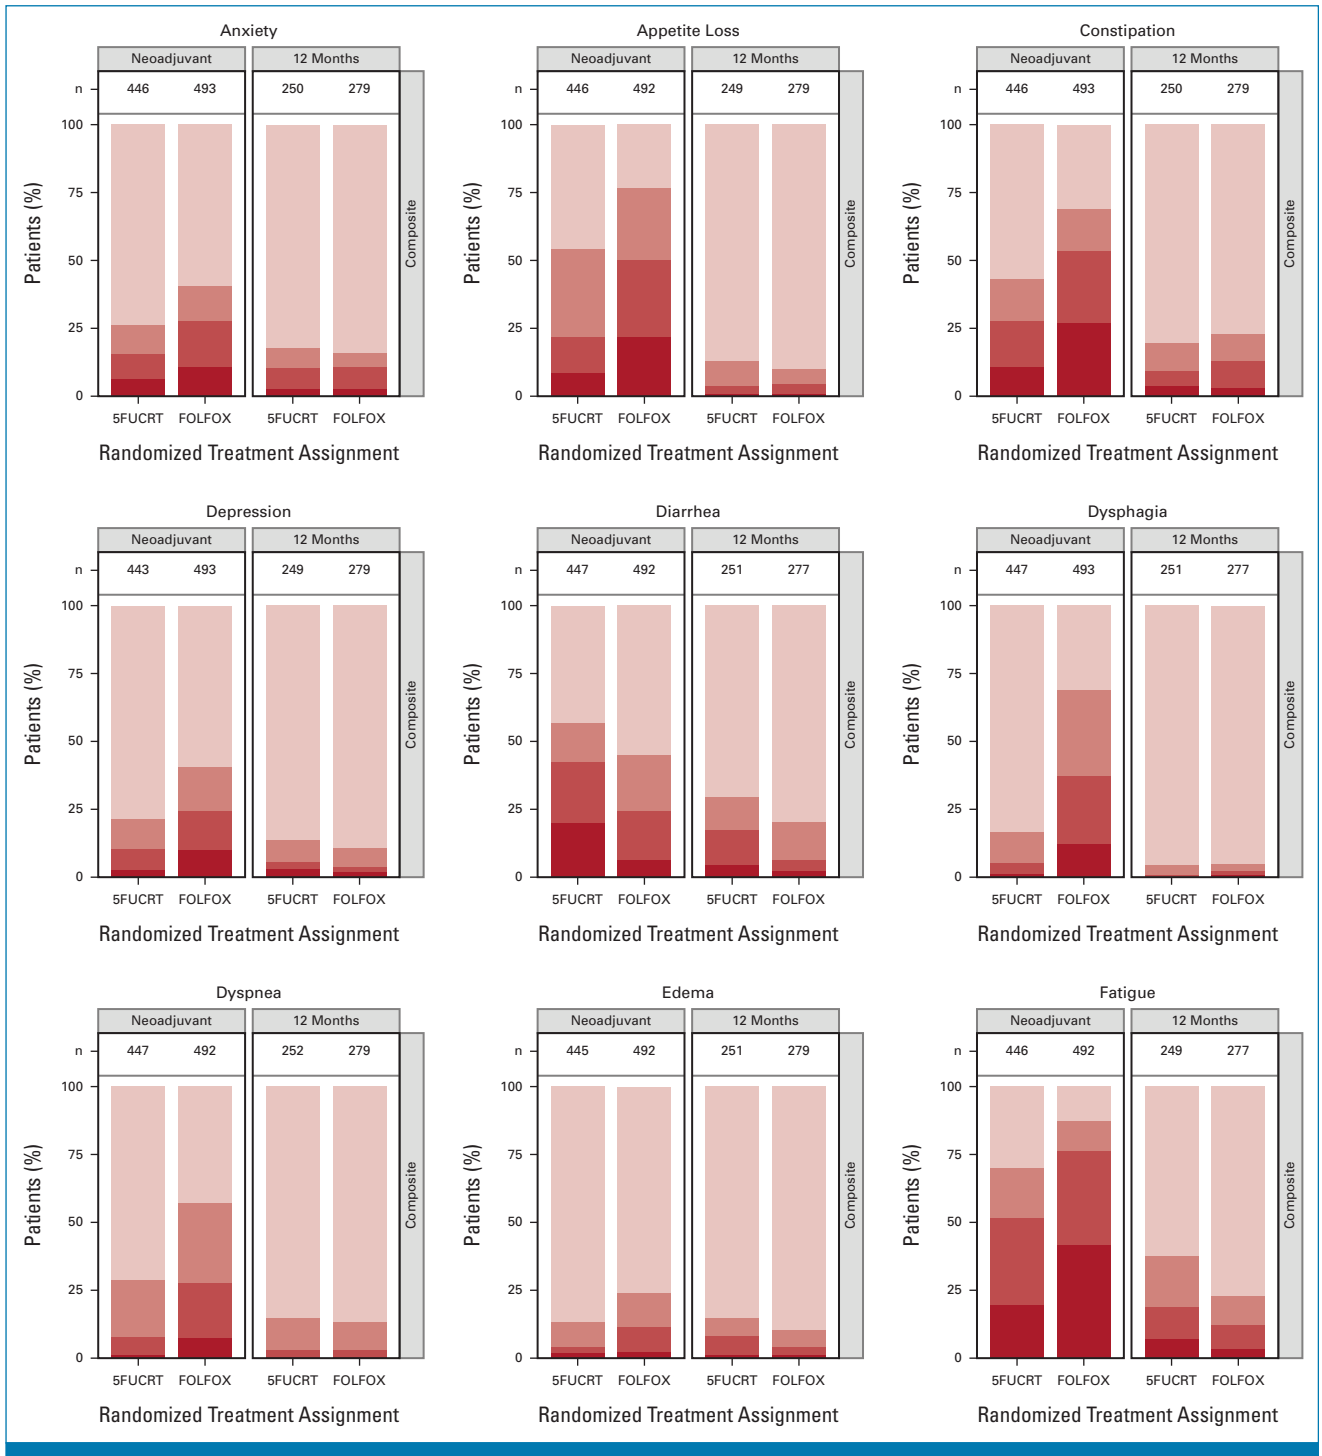 Anxiety
Neoadjuvant 12 Months
n 446 493 250 279
100
75
50
25
0
Patients (%)
Composite
5FUCRT FOLFOX 5FUCRT FOLFOX
Randomized Treatment Assignment
Appetite Loss
Neoadjuvant 12 Months
n 446 492 249 279
100
75
50
25
0
Patients (%)
Composite
5FUCRT FOLFOX 5FUCRT FOLFOX
Randomized Treatment Assignment
Constipation
Neoadjuvant 12 Months
n 446 493 250 279
100
75
50
25
0
Patients (%)
Composite
5FUCRT FOLFOX 5FUCRT FOLFOX
Randomized Treatment Assignment
Depression
Neoadjuvant 12 Months
n 443 493 249 279
100
75
50
25
0
Patients (%)
Composite
5FUCRT FOLFOX 5FUCRT FOLFOX
Randomized Treatment Assignment
Diarrhea
Neoadjuvant 12 Months
n 447 492 251 277
100
75
50
25
0
Patients (%)
Composite
5FUCRT FOLFOX 5FUCRT FOLFOX
Randomized Treatment Assignment
Dysphagia
Neoadjuvant 12 Months
n 447 493 251 277
100
75
50
25
0
Patients (%)
Composite
5FUCRT FOLFOX 5FUCRT FOLFOX
Randomized Treatment Assignment
Dyspnea
Neoadjuvant 12 Months
n 447 492 252 279
100
75
50
25
0
Patients (%)
Composite
5FUCRT FOLFOX 5FUCRT FOLFOX
Randomized Treatment Assignment
Edema
Neoadjuvant 12 Months
n 445 492 251 279
100
75
50
25
0
Patients (%)
Composite
5FUCRT FOLFOX 5FUCRT FOLFOX
Randomized Treatment Assignment
Fatigue
Neoadjuvant 12 Months
n 446 492 249 277
100
75
50
25
0
Patients (%)
Composite
5FUCRT FOLFOX 5FUCRT FOLFOX
Randomized Treatment Assignment